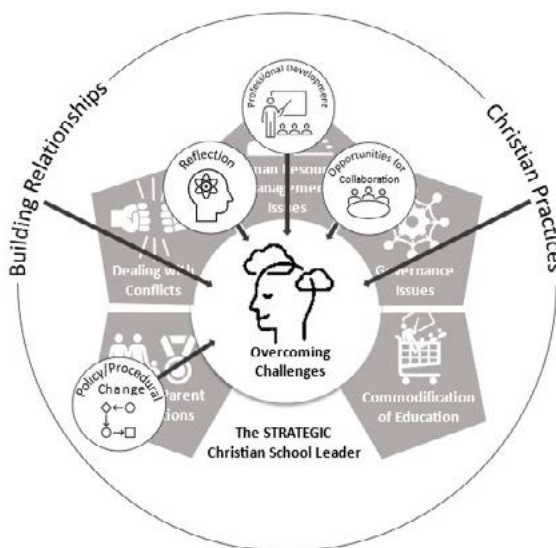 Professional Development
Reflection
Opportunities for
Collaboration
Building Relationships
Christian Practices
Issues
Dealing with
Conflicts
Governance
Issues
Overcoming
Challenges
Policy/Procedural
Change
Parent
Commodification
of Education
The STRATEGIC
Christian School Leader